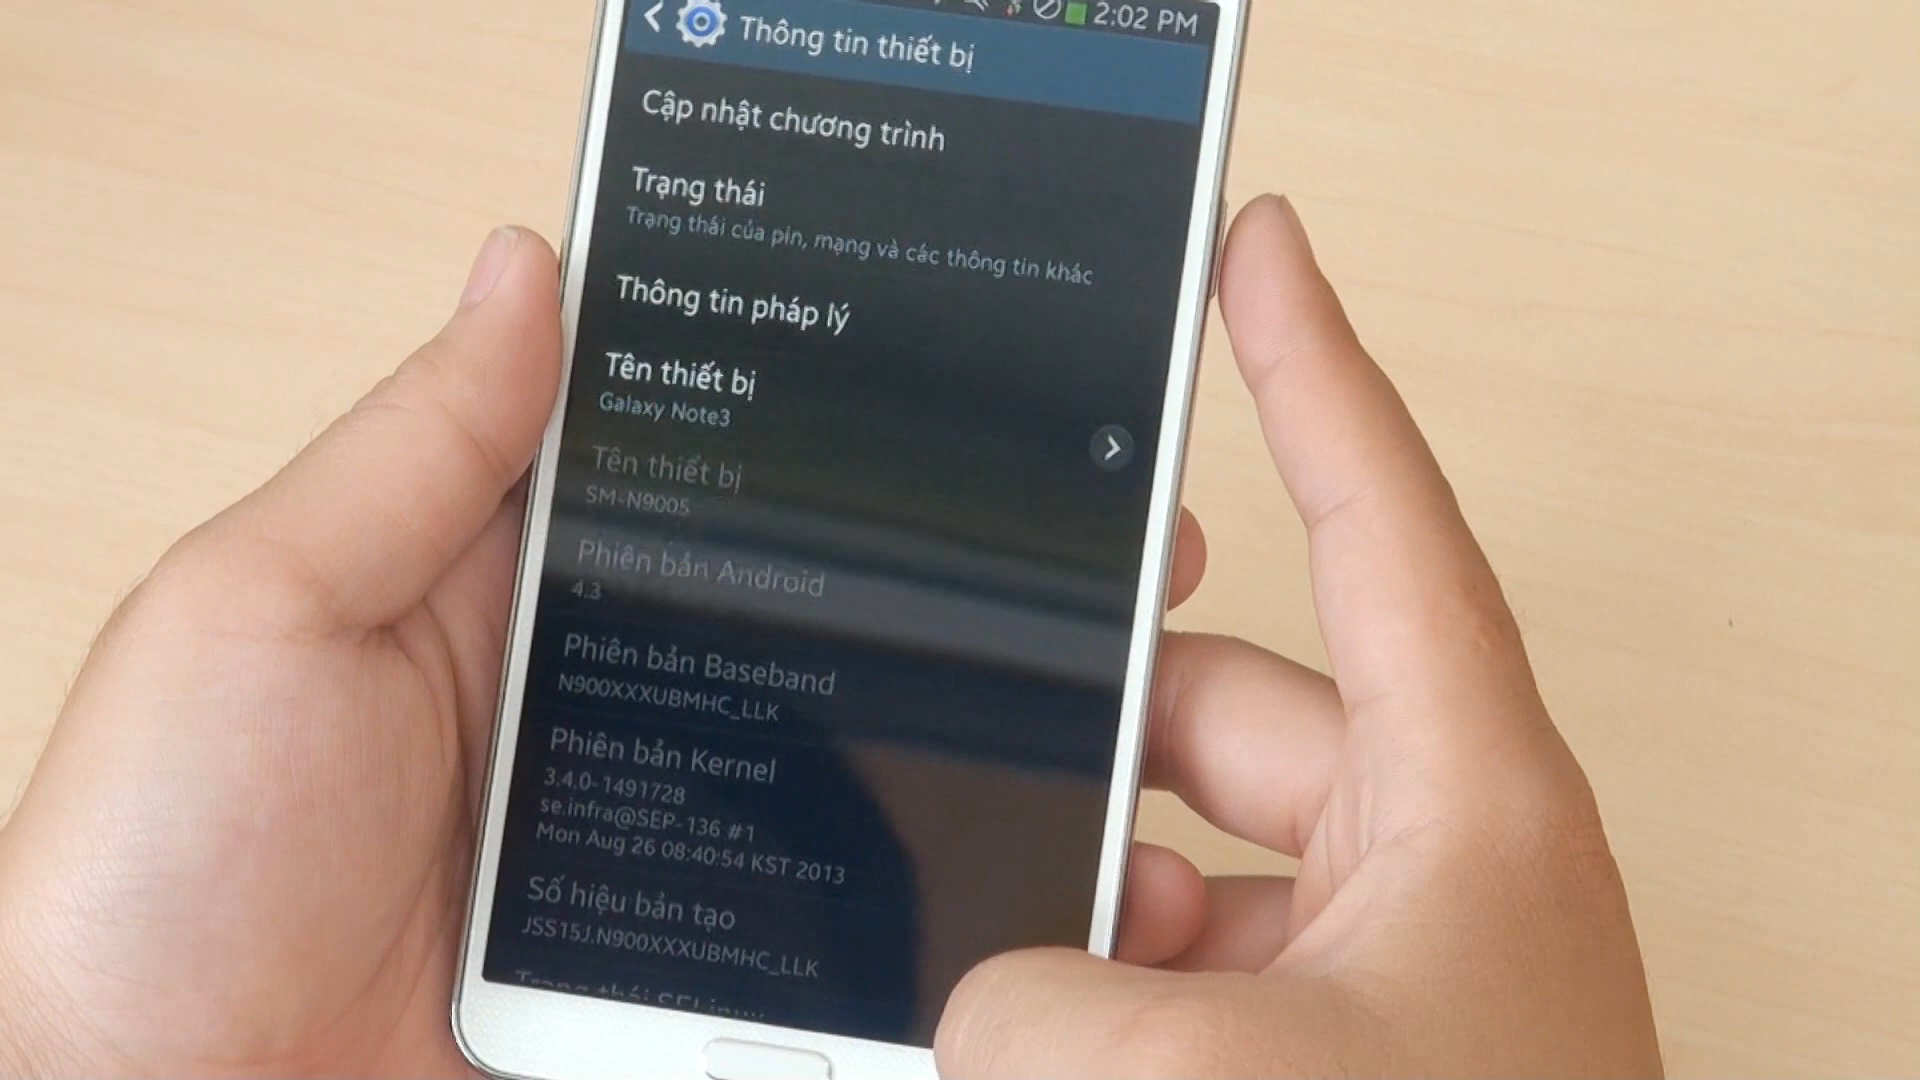 2:02 PM
Thông tin thiết bị
Cập nhật chương trình
Trạng thái
Trạng thái của pin, mạng và các thông tin khác
Thông tin pháp lý
Tên thiết bị
Galaxy Note3
Tên thiết bị
SM-N9005
Phiên bản Android
4.3
Phiên bản Baseband
N900XXXUBMHC_LLK
Phiên bản Kernel
3.4.0-1491728
se.infra@SEP-136 #1
Mon Aug 26 08:40:54 KST 2013
Số hiệu bản tạo
JSS15J.N900XXXUBMHC_LLK
Trạng thái SELinux